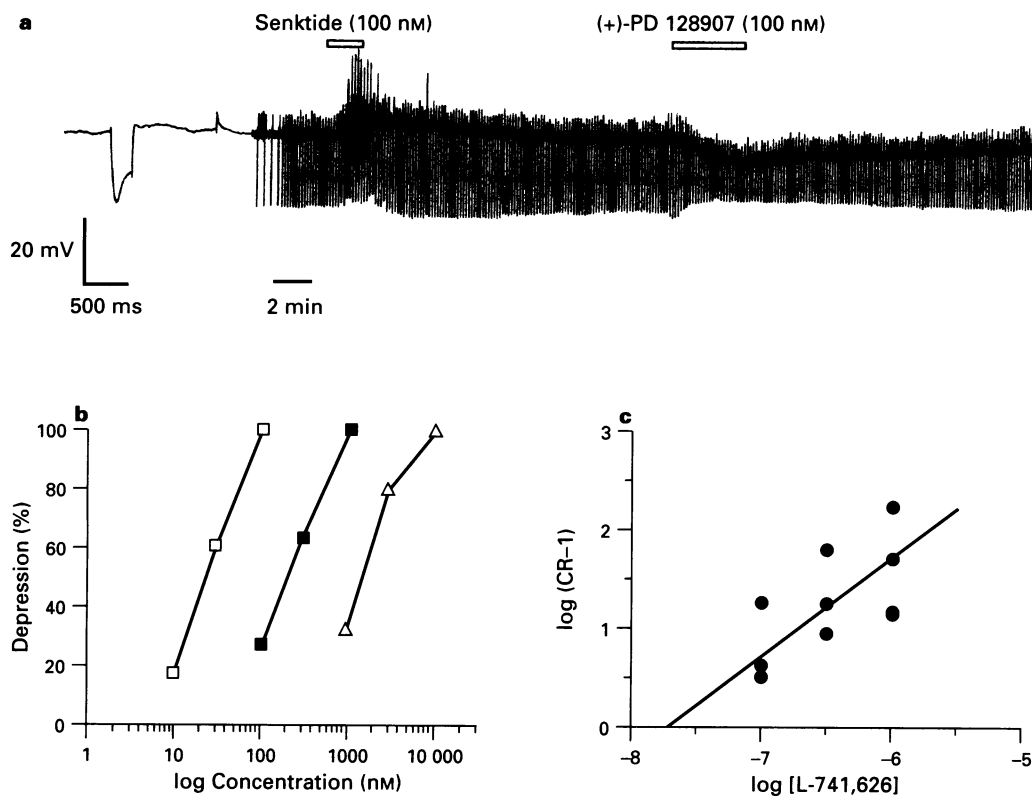 a
Senktide (100 nM)
(+)-PD 128907 (100 nM)
20 mV
500 ms
2 min
b
100
80
60
40
20
0
Depression (%)
1
10
100
1000
10 000
log Concentration (nM)
c
3
2
1
0
log (CR–1)
–8
–7
–6
–5
log [L-741,626]